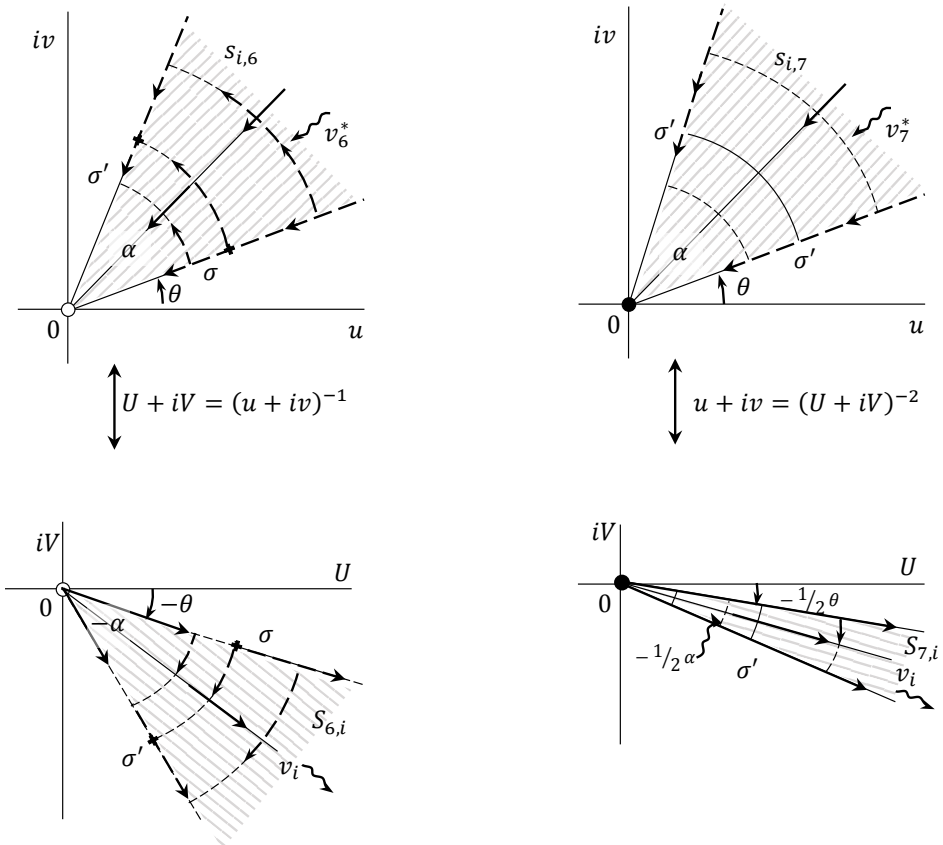 iv
s_{i,6}
v_6^*
σ′
α
σ
θ
0
u
U + iV = (u + iv)^{-1}
iv
s_{i,7}
v_7^*
σ′
α
σ′
θ
0
u
u + iv = (U + iV)^{-2}
iV
U
0
−θ
−α
σ
S_{6,i}
σ′
v_i
iV
U
0
−1/2 θ
−1/2 α
σ′
S_{7,i}
v_i